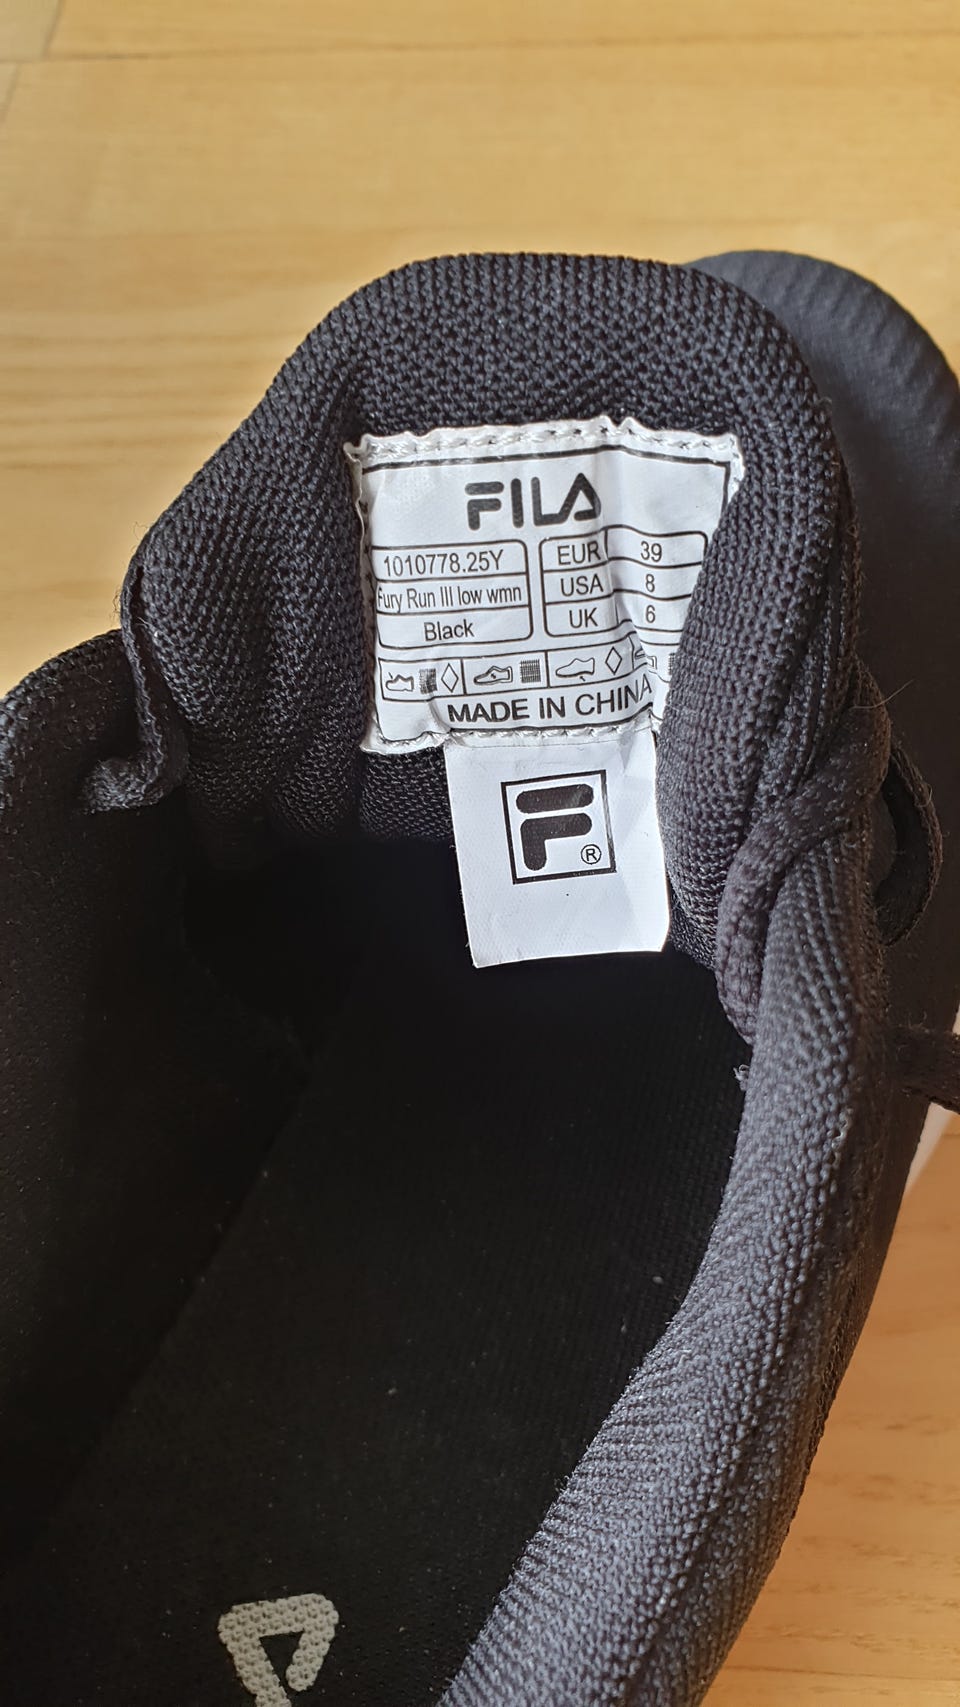 FILA
1010778.25Y
Fury Run III low wmn
Black
EUR 39
USA 8
UK 6
MADE IN CHINA
F®